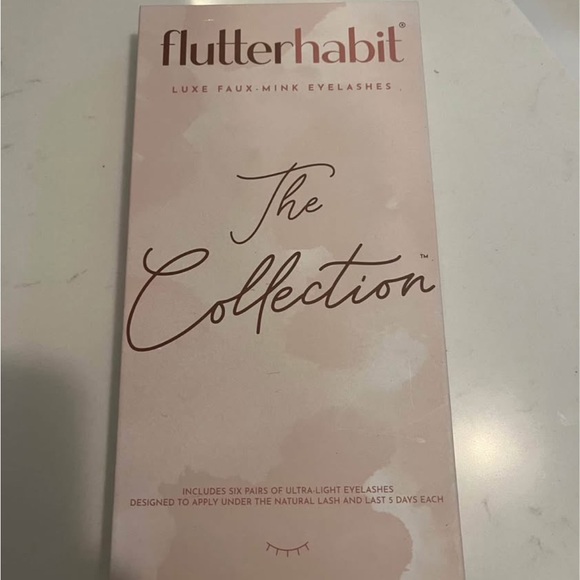 flutterhabit®
LUXE FAUX-MINK EYELASHES
The
Collection™
INCLUDES SIX PAIRS OF ULTRA-LIGHT EYELASHES
DESIGNED TO APPLY UNDER THE NATURAL LASH AND LAST 5 DAYS EACH